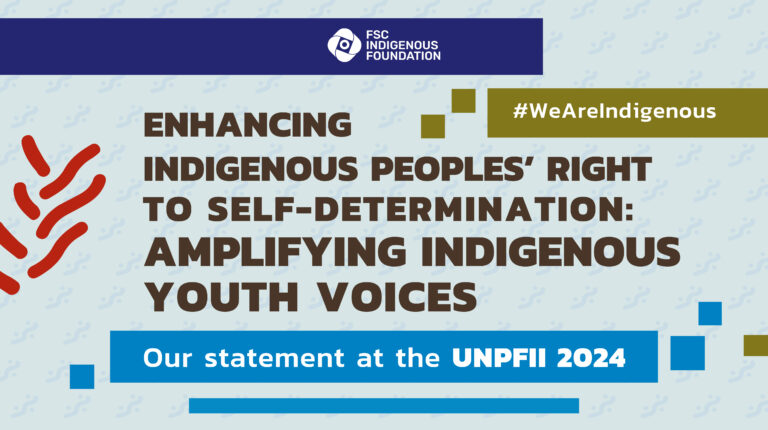 FSC
INDIGENOUS
FOUNDATION
#WeAreIndigenous
ENHANCING
INDIGENOUS PEOPLES’ RIGHT
TO SELF-DETERMINATION:
AMPLIFYING INDIGENOUS
YOUTH VOICES
Our statement at the UNPFII 2024